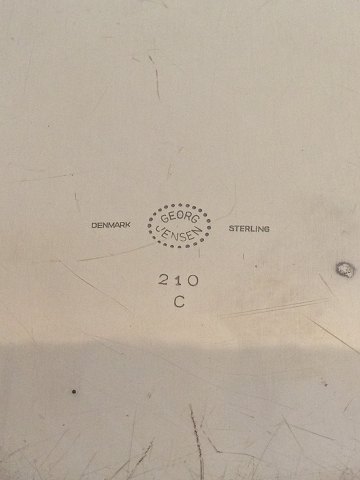 DENMARK GEORG JENSEN STERLING
210
C